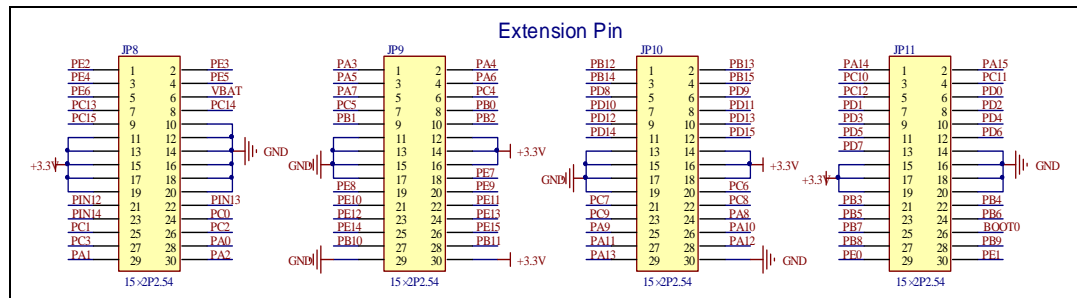 Extension Pin
JP8 JP9 JP10 JP11
PE2 1 2 PE3 PA3 1 2 PA4 PB12 1 2 PB13 PA14 1 2 PA15
PE4 3 4 PE5 PA5 3 4 PA6 PB14 3 4 PB15 PC10 3 4 PC11
PE6 5 6 VBAT PA7 5 6 PC4 PD8 5 6 PD9 PC12 5 6 PD0
PC13 7 8 PC14 PC5 7 8 PB0 PD10 7 8 PD11 PD1 7 8 PD2
PC15 9 10 PB1 9 10 PB2 PD12 9 10 PD13 PD3 9 10 PD4
11 12 11 12 PD14 11 12 PD15 PD5 11 12 PD6
13 14 GND 13 14 +3.3V 13 14 PD7 13 14
+3.3V 15 16 GND 15 16 15 16 +3.3V 15 16 GND
17 18 17 18 PE7 GND 17 18 +3.3V 17 18
19 20 PE8 19 20 PE9 19 20 PC6 19 20
PIN12 21 22 PIN13 PE10 21 22 PE11 PC7 21 22 PC8 PB3 21 22 PB4
PIN14 23 24 PC0 PE12 23 24 PE13 PC9 23 24 PA8 PB5 23 24 PB6
PC1 25 26 PC2 PE14 25 26 PE15 PA9 25 26 PA10 PB7 25 26 BOOT0
PC3 27 28 PA0 PB10 27 28 PB11 PA11 27 28 PA12 PB8 27 28 PB9
PA1 29 30 PA2 GND 29 30 +3.3V PA13 29 30 GND PE0 29 30 PE1
15×2P2.54 15×2P2.54 15×2P2.54 15×2P2.54